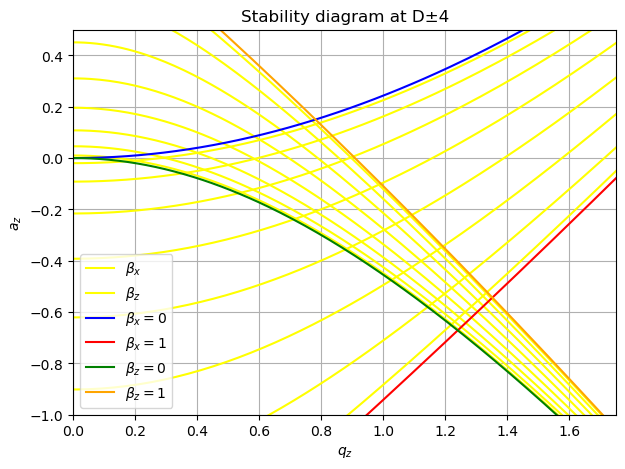 Stability diagram at D±4
a_z
0.4
0.2
0.0
−0.2
−0.4
−0.6
−0.8
−1.0
β_x
β_z
β_x = 0
β_x = 1
β_z = 0
β_z = 1
0.0 0.2 0.4 0.6 0.8 1.0 1.2 1.4 1.6
q_z